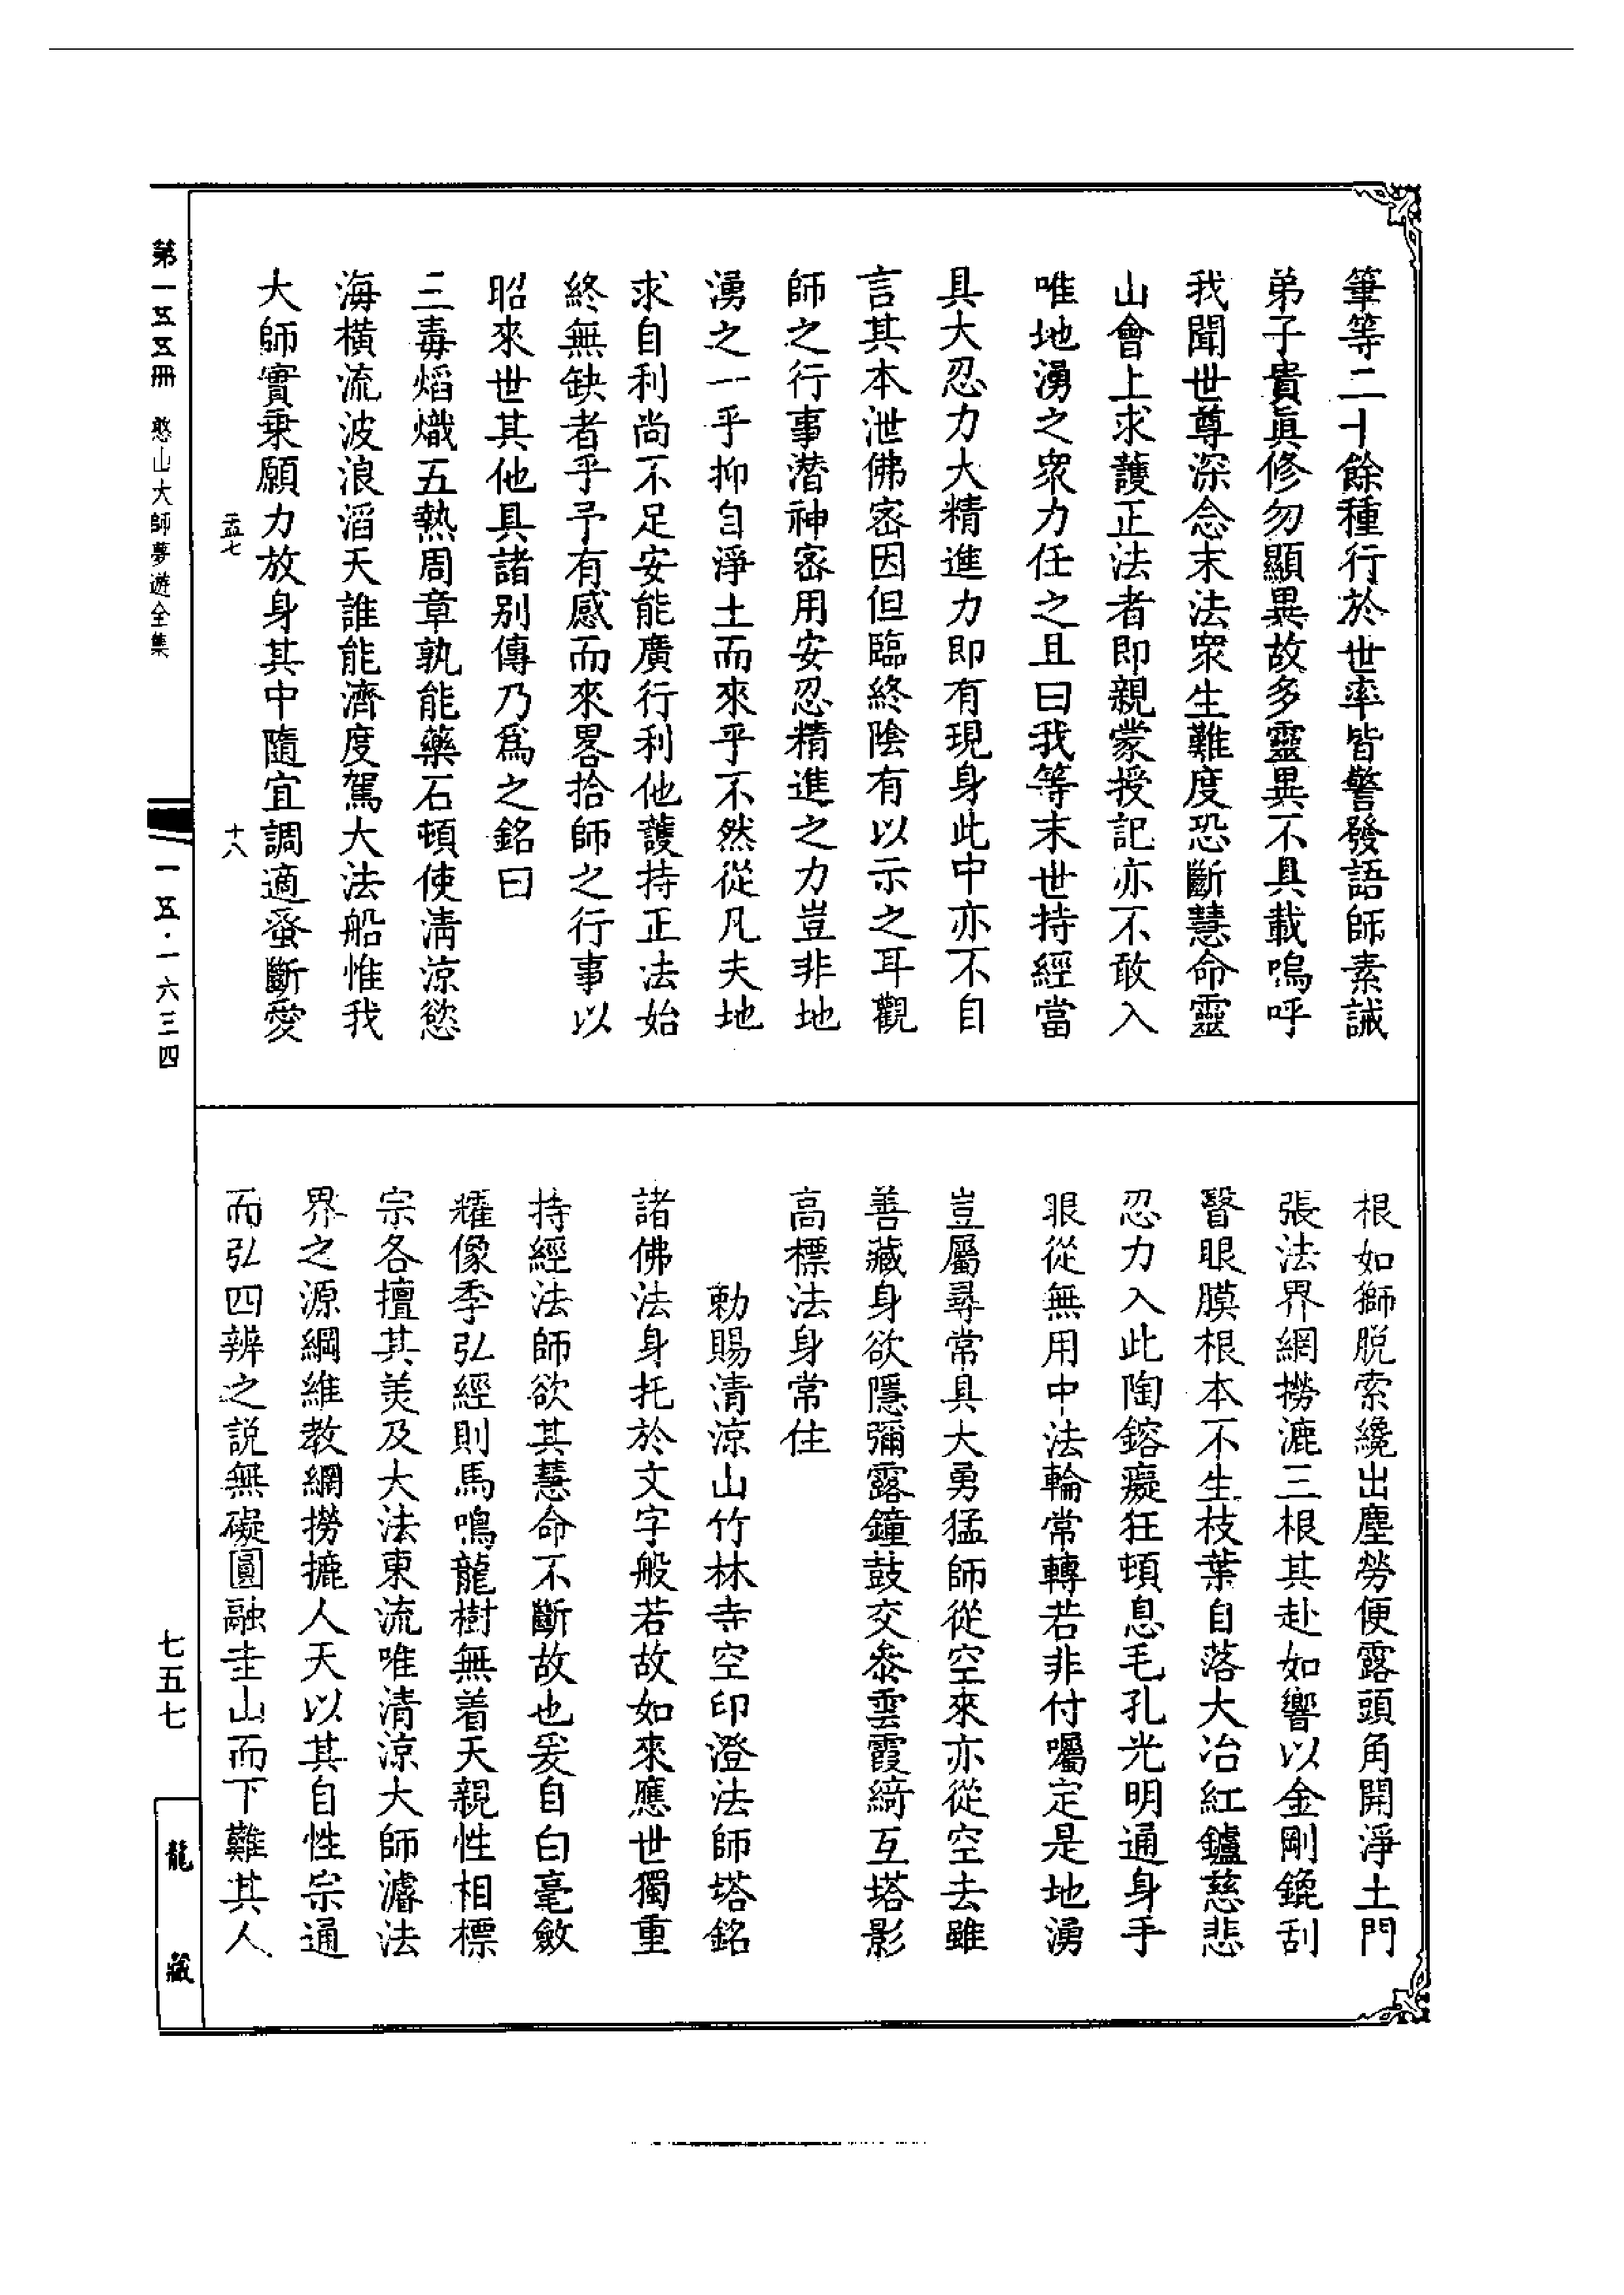 筆等二十餘種行於世率皆警發語師素誡
弟子貴眞修勿顯異故多靈異不具載嗚呼
我聞世尊深念末法衆生難度恐斷慧命靈
山會上求護正法者即親蒙授記亦不敢入
唯地湧之衆力任之且曰我等末世持經當
具大忍力大精進力即有現身此中亦不自
言其本泄佛密因但臨終陰有以示之耳觀
師之行事潛神密用安忍精進之力豈非地
湧之一乎抑自淨土而來乎不然從凡夫地
求自利尚不足安能廣行利他護持正法始
終無缺者乎予有感而來畧拾師之行事以
昭來世其他具諸別傳乃爲之銘曰
三毒熖熾五熱周章孰能藥石頓使淸涼慾
海橫流波浪滔天誰能濟度駕大法船惟我
大師實乗願力放身其中隨宜調適蚤斷愛
根如獅脫索纔出塵勞便露頭角開淨土門
張法界網撈漉三根其赴如響以金剛鎞刮
瞖眼膜根本不生枝葉自落大冶紅鑪慈悲
忍力入此陶鎔癡狂頓息毛孔光明通身手
眼從無用中法輪常轉若非付囑定是地湧
豈屬尋常具大勇猛師從空來亦從空去雖
善藏身欲隱彌露鐘鼓交叅雲霞綺互塔影
高標法身常住
勅賜清涼山竹林寺空印澄法師塔銘
諸佛法身托於文字般若故如來應世獨重
持經法師欲其慧命不斷故也爰自白毫斂
耀像季弘經則馬鳴龍樹無着天親性相標
宗各擅其美及大法東流唯清涼大師濬法
界之源綱維教網撈摝人天以其自性宗通
而弘四辨之說無礙圓融圭山而下難其人
孟七
十八
第一五五冊 憨山大師夢遊全集
一五·一六三四
七五七
龍藏